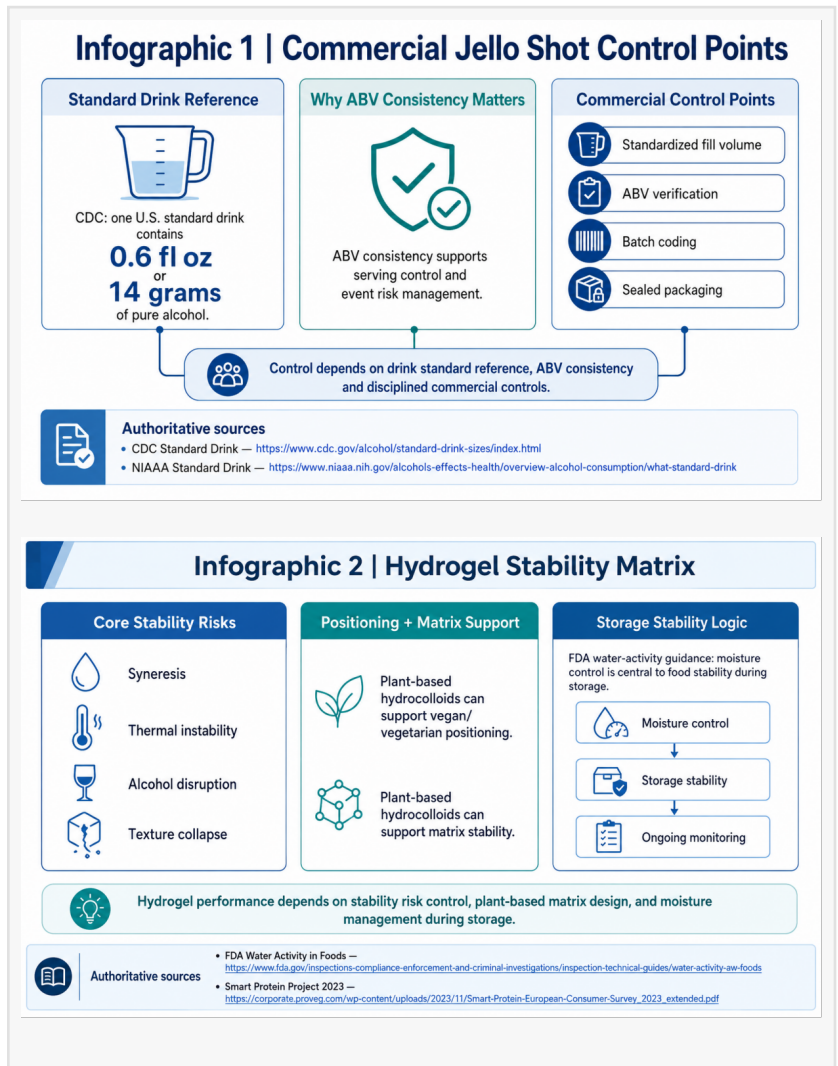 Infographic 1 | Commercial Jello Shot Control Points
Standard Drink Reference
CDC: one U.S. standard drink
contains
0.6 fl oz
or
14 grams
of pure alcohol.
Why ABV Consistency Matters
ABV consistency supports
serving control and
event risk management.
Commercial Control Points
Standardized fill volume
ABV verification
Batch coding
Sealed packaging
Control depends on drink standard reference, ABV consistency
and disciplined commercial controls.
Authoritative sources
• CDC Standard Drink — https://www.cdc.gov/alcohol/standard-drink-sizes/index.html
• NIAAA Standard Drink — https://www.niaaa.nih.gov/alcohols-effects-health/overview-alcohol-consumption/what-standard-drink
Infographic 2 | Hydrogel Stability Matrix
Core Stability Risks
Syneresis
Thermal instability
Alcohol disruption
Texture collapse
Positioning + Matrix Support
Plant-based
hydrocolloids can
support vegan/
vegetarian positioning.
Plant-based
hydrocolloids can
support matrix stability.
Storage Stability Logic
FDA water-activity guidance: moisture
control is central to food stability during
storage.
Moisture control
Storage stability
Ongoing monitoring
Hydrogel performance depends on stability risk control, plant-based matrix design, and moisture
management during storage.
Authoritative sources
• FDA Water Activity in Foods —
https://www.fda.gov/inspections-compliance-enforcement-and-criminal-investigations/inspection-technical-guides/water-activity-aw-foods
• Smart Protein Project 2023 —
https://corporate.proveg.com/wp-content/uploads/2023/11/Smart-Protein-European-Consumer-Survey_2023_extended.pdf